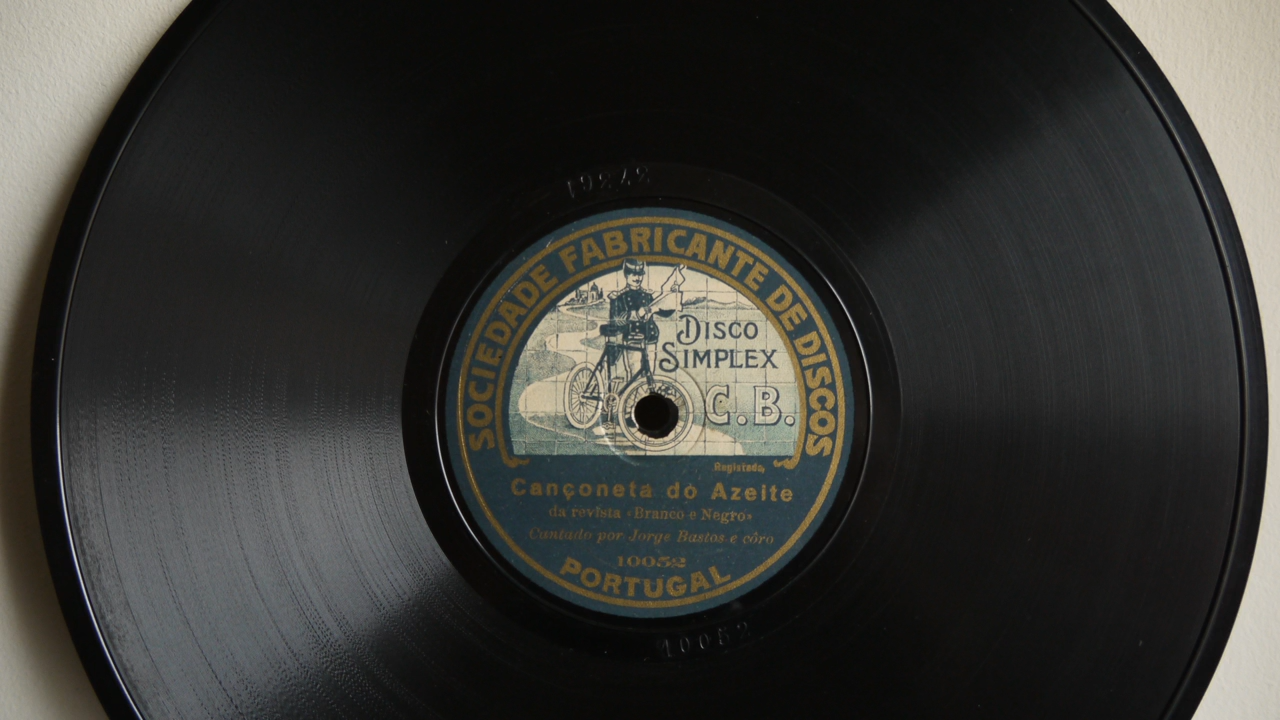 19242
SOCIEDADE FABRICANTE DE DISCOS
DISCO
SIMPLEX
C.B.
Registado,
Cançoneta do Azeite
da revista «Branco e Negro»
Cantado por Jorge Bastos e côro
10052
PORTUGAL
10052